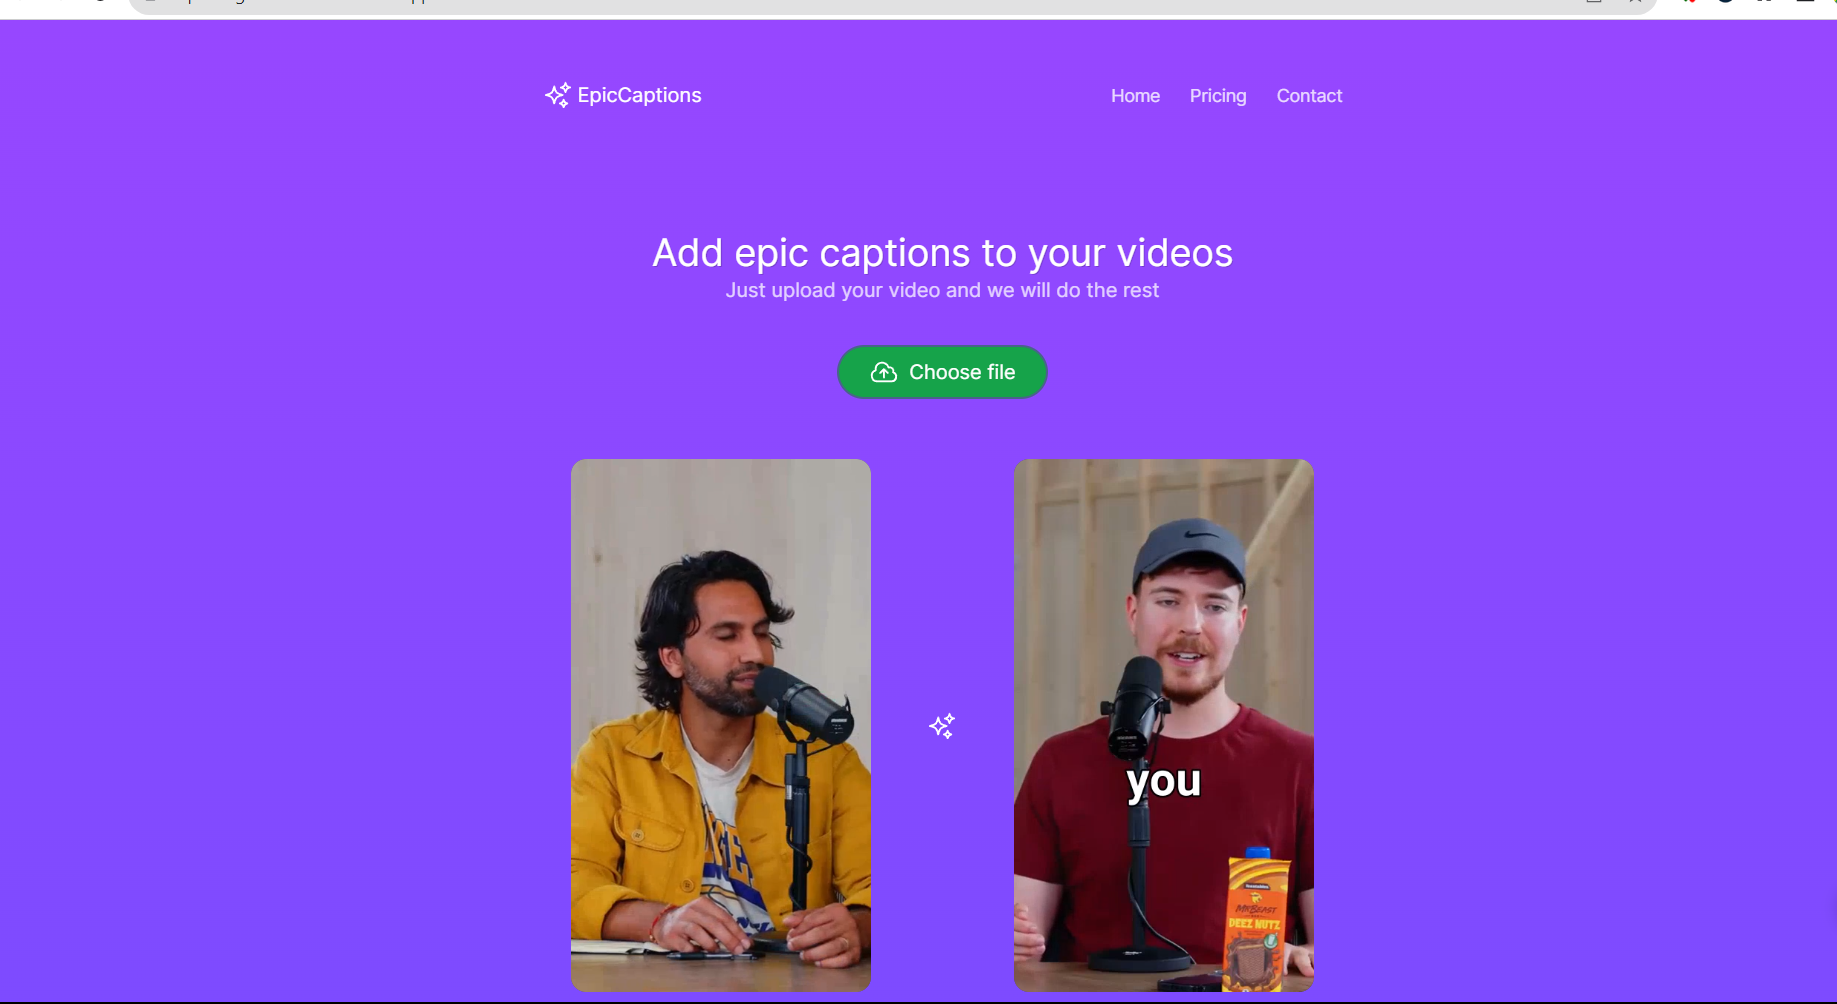 EpicCaptions
Home
Pricing
Contact
Add epic captions to your videos
Just upload your video and we will do the rest
Choose file
you
MRBEAST
DEEZ NUTZ